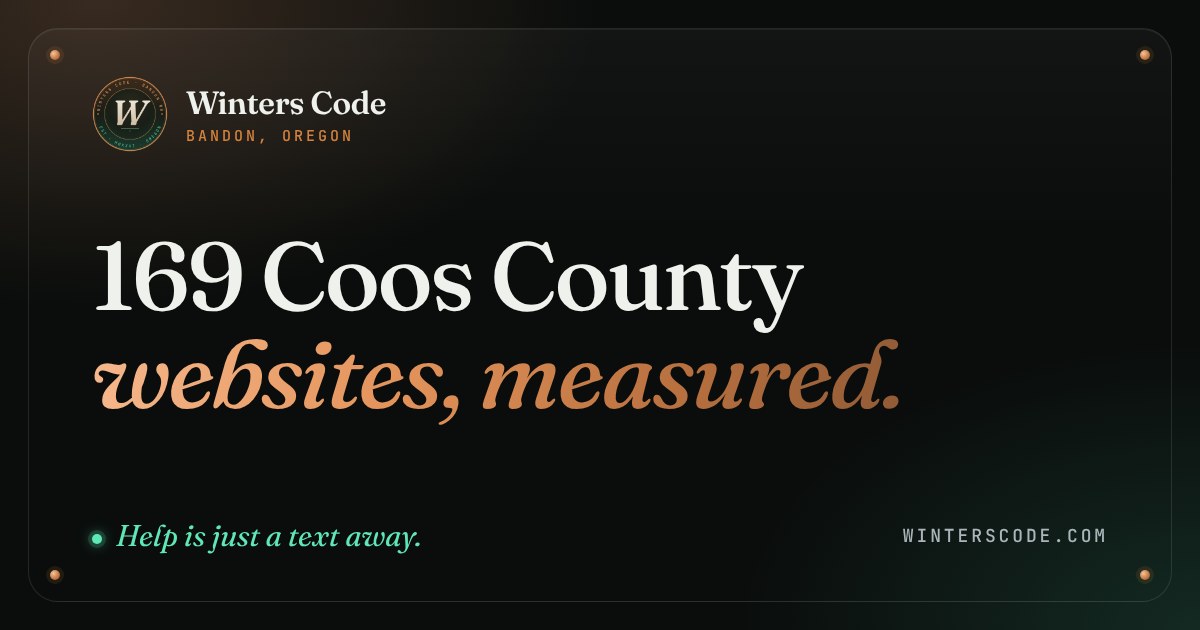 W
Winters Code
BANDON, OREGON
169 Coos County
websites, measured.
Help is just a text away.
WINTERSCODE.COM